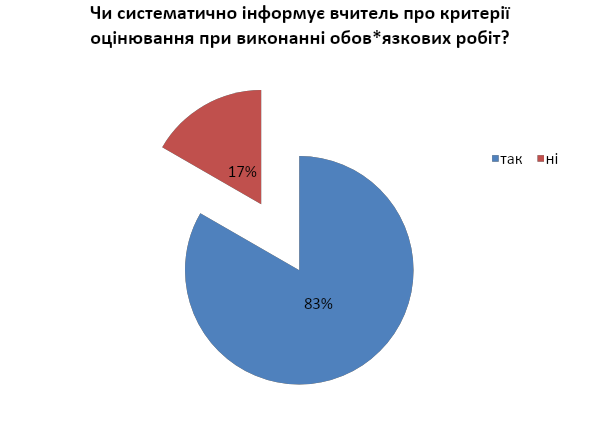 Чи систематично інформує вчитель про критерії
оцінювання при виконанні обов*язкових робіт?
так ні
17%
83%